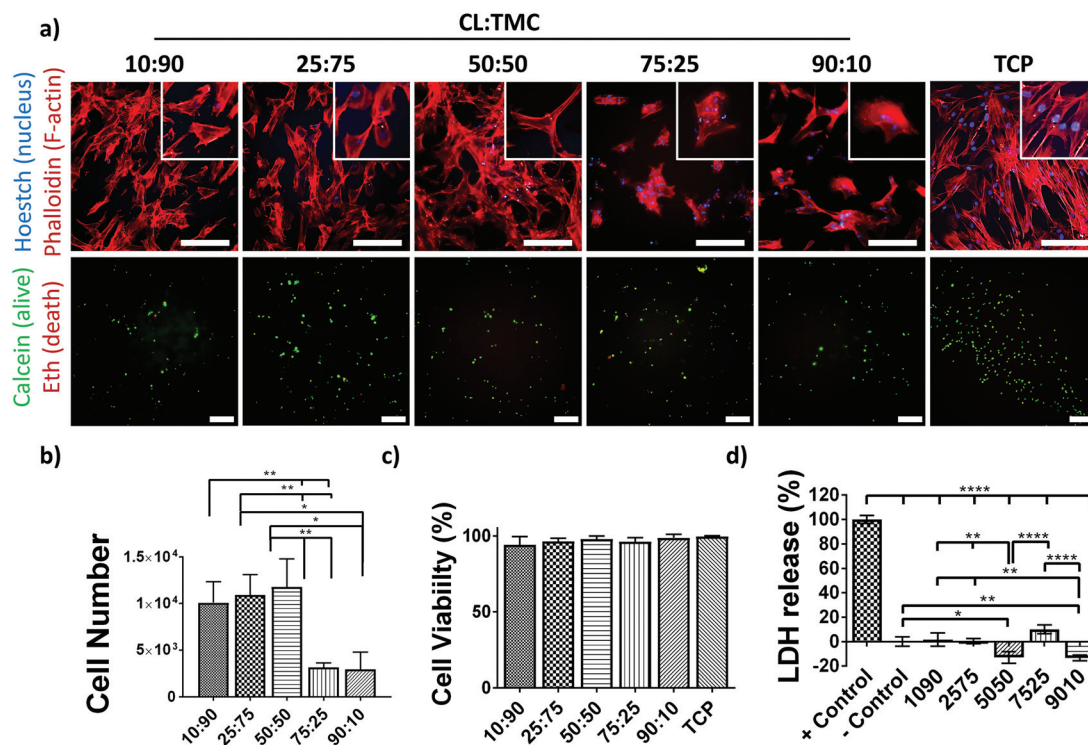 a)
CL:TMC
10:90 25:75 50:50 75:25 90:10 TCP
Hoestch (nucleus)
Phalloidin (F-actin)
Calcein (alive)
Eth (death)
b)
**
**
*
*
**
Cell Number
1.5×10⁴
1×10⁴
5×10³
0
10:90 25:75 50:50 75:25 90:10
c)
Cell Viabiilty (%)
100
50
0
10:90 25:75 50:50 75:25 90:10 TCP
d)
****
** ****
****
**
**
*
LDH release (%)
120
100
80
60
40
20
0
-20
+ Control - Control 1090 2575 5050 7525 9010